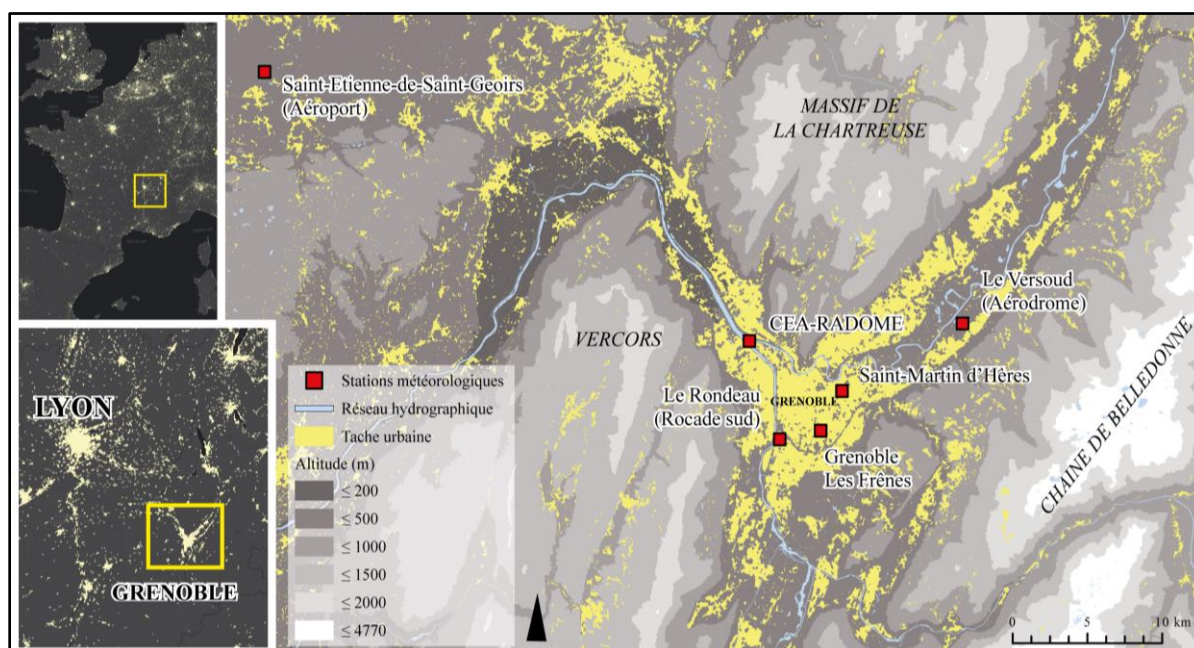 Saint-Etienne-de-Saint-Geoirs
(Aéroport)
MASSIF DE
LA CHARTREUSE
Le Versoud
(Aérodrome)
CEA-RADOME
VERCORS
Saint-Martin d'Hères
Le Rondeau
(Rocade sud)
GRENOBLE
Grenoble
Les Frênes
CHAINE DE BELLEDONNE
LYON
GRENOBLE
Stations météorologiques
Réseau hydrographique
Tache urbaine
Altitude (m)
≤ 200
≤ 500
≤ 1000
≤ 1500
≤ 2000
≤ 4770
0 5 10 km